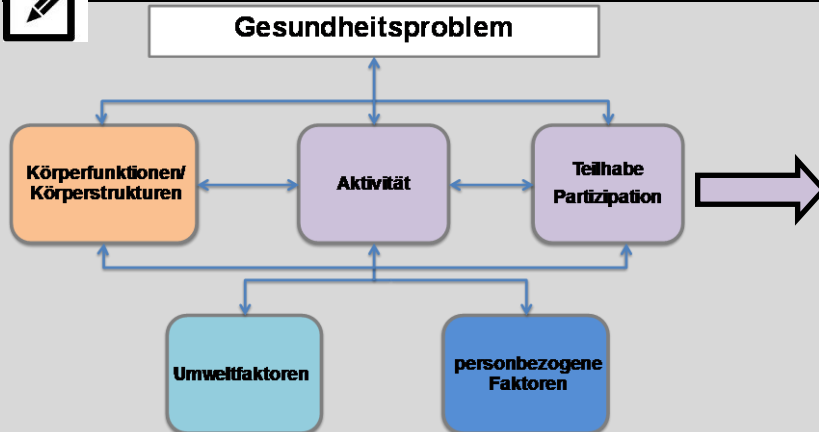 Gesundheitsproblem
Körperfunktionen/
Körperstrukturen
Aktivität
Teilhabe
Partizipation
Umweltfaktoren
personbezogene
Faktoren